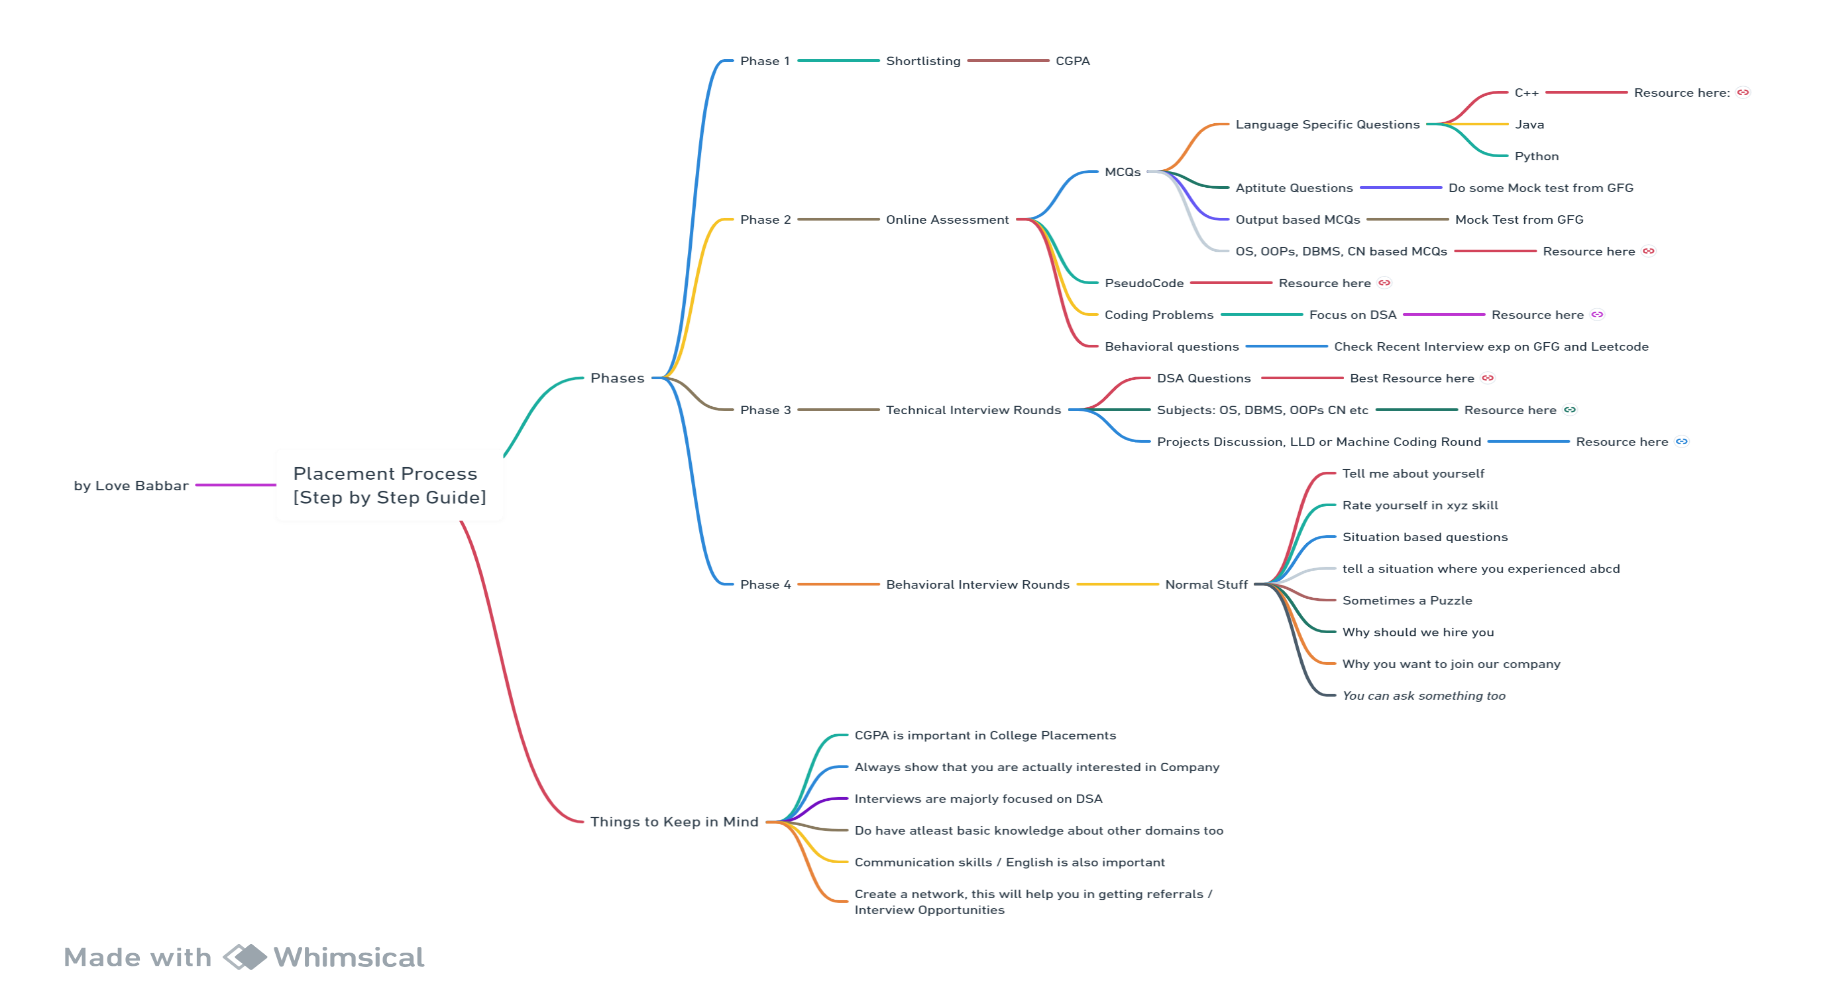 by Love Babbar
Placement Process
[Step by Step Guide]
Phases
Phase 1
Shortlisting
CGPA
Phase 2
Online Assessment
MCQs
Language Specific Questions
C++
Resource here:
Java
Python
Aptitute Questions
Do some Mock test from GFG
Output based MCQs
Mock Test from GFG
OS, OOPs, DBMS, CN based MCQs
Resource here
PseudoCode
Resource here
Coding Problems
Focus on DSA
Resource here
Behavioral questions
Check Recent Interview exp on GFG and Leetcode
Phase 3
Technical Interview Rounds
DSA Questions
Best Resource here
Subjects: OS, DBMS, OOPs CN etc
Resource here
Projects Discussion, LLD or Machine Coding Round
Resource here
Phase 4
Behavioral Interview Rounds
Normal Stuff
Tell me about yourself
Rate yourself in xyz skill
Situation based questions
tell a situation where you experienced abcd
Sometimes a Puzzle
Why should we hire you
Why you want to join our company
You can ask something too
Things to Keep in Mind
CGPA is important in College Placements
Always show that you are actually interested in Company
Interviews are majorly focused on DSA
Do have atleast basic knowledge about other domains too
Communication skills / English is also important
Create a network, this will help you in getting referrals /
Interview Opportunities
Made with Whimsical